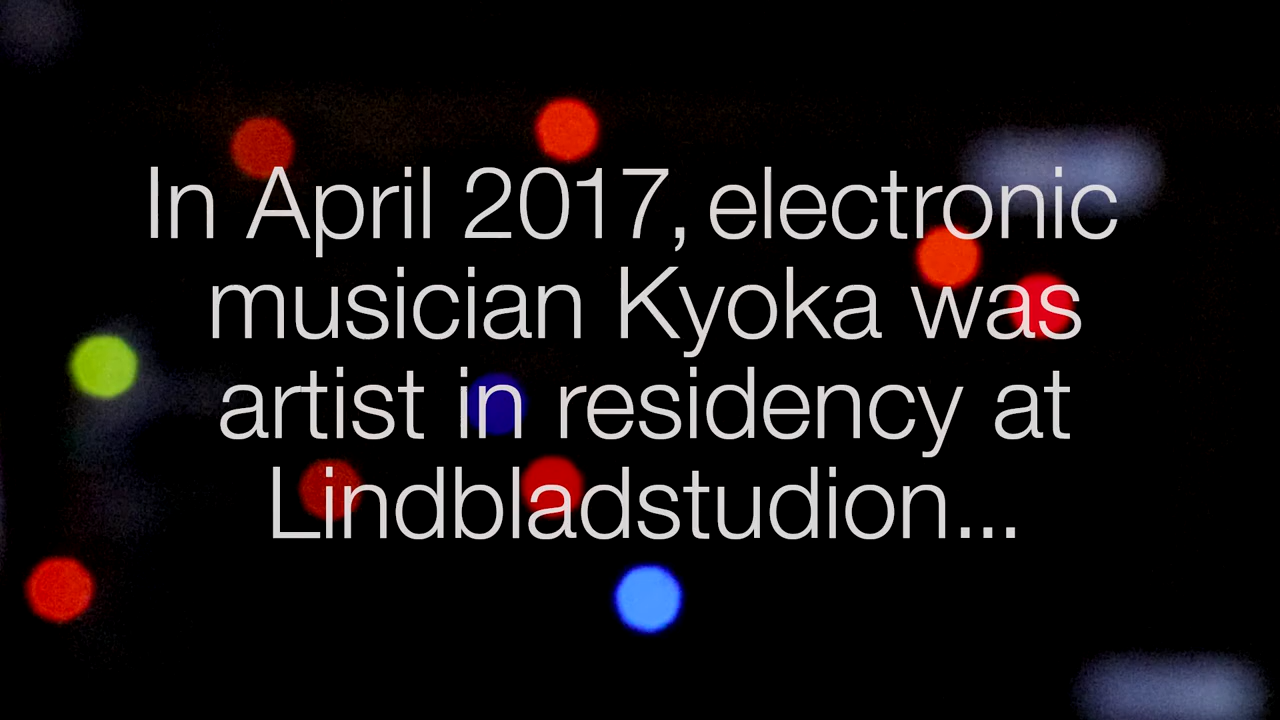 In April 2017, electronic
musician Kyoka was
artist in residency at
Lindbladstudion...